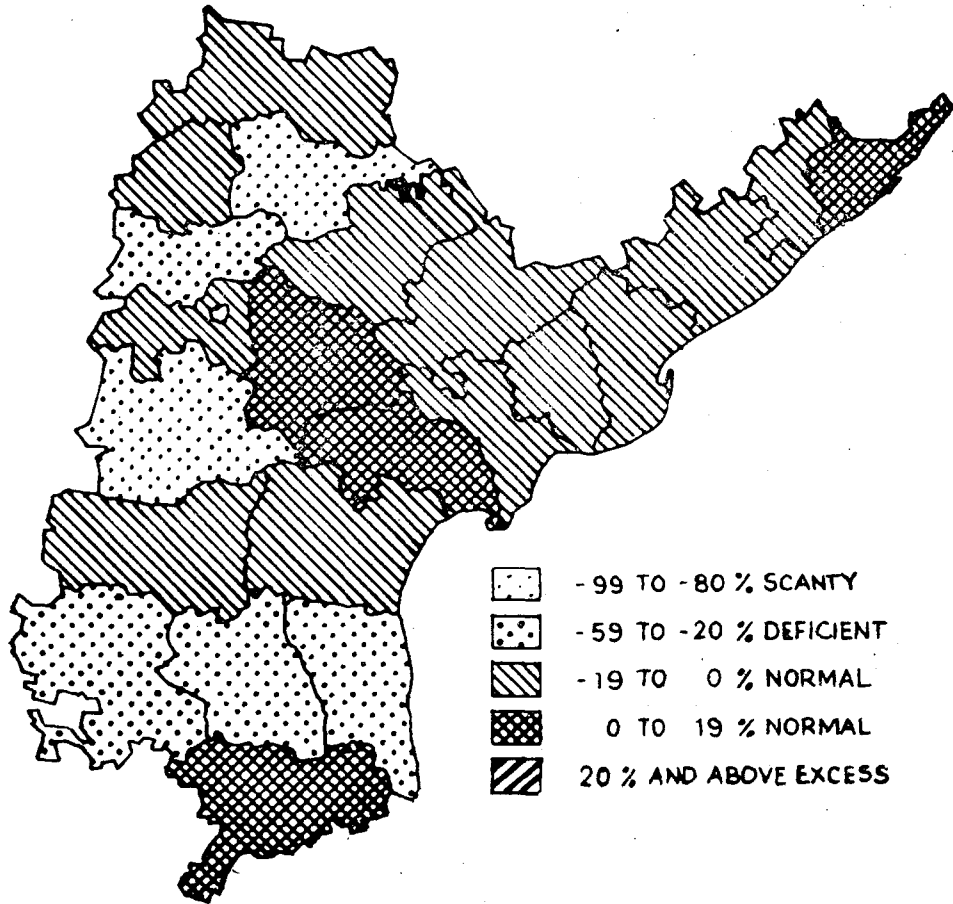 -99 TO -80 % SCANTY
-59 TO -20 % DEFICIENT
-19 TO 0 % NORMAL
0 TO 19 % NORMAL
20 % AND ABOVE EXCESS